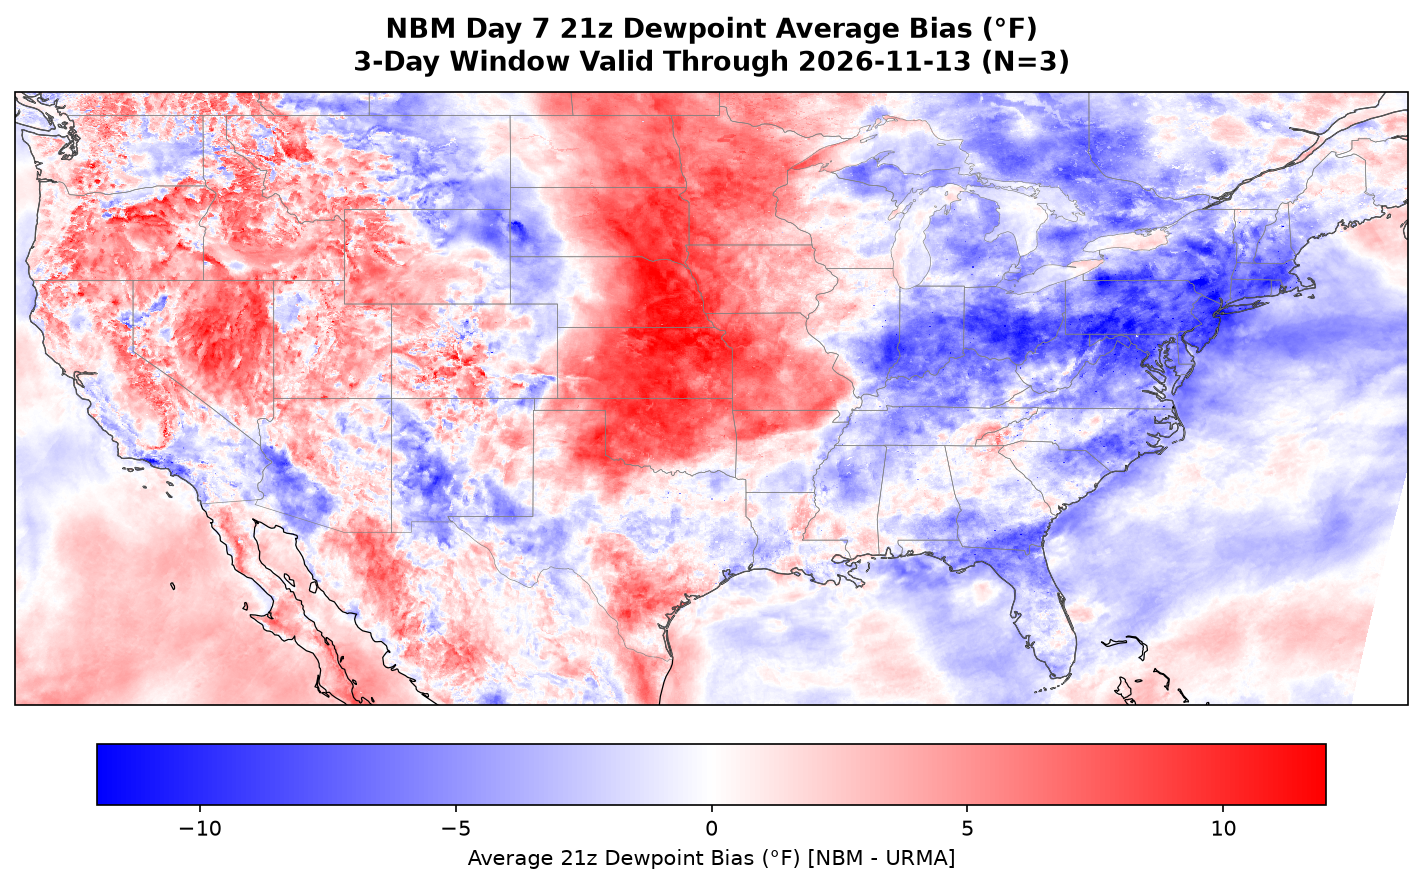 NBM Day 7 21z Dewpoint Average Bias (°F)
3-Day Window Valid Through 2026-11-13 (N=3)
−10 −5 0 5 10
Average 21z Dewpoint Bias (°F) [NBM - URMA]